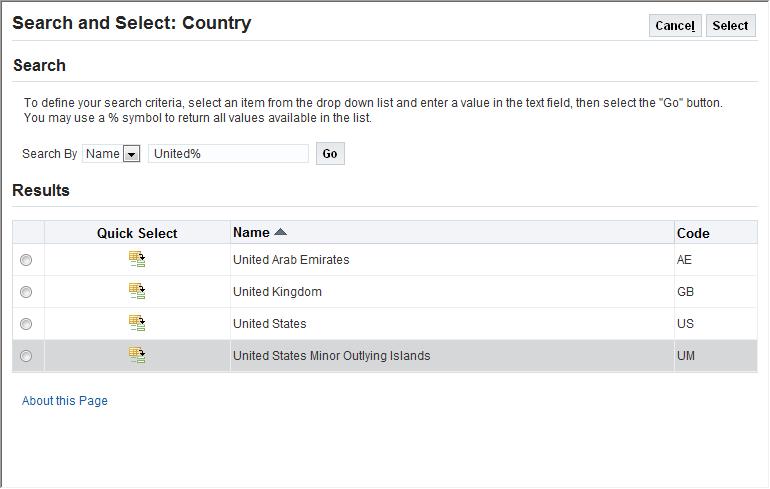 Search and Select: Country
Cancel Select
Search
To define your search criteria, select an item from the drop down list and enter a value in the text field, then select the "Go" button.
You may use a % symbol to return all values available in the list.
Search By Name United% Go
Results
Quick Select Name Code
United Arab Emirates AE
United Kingdom GB
United States US
United States Minor Outlying Islands UM
About this Page